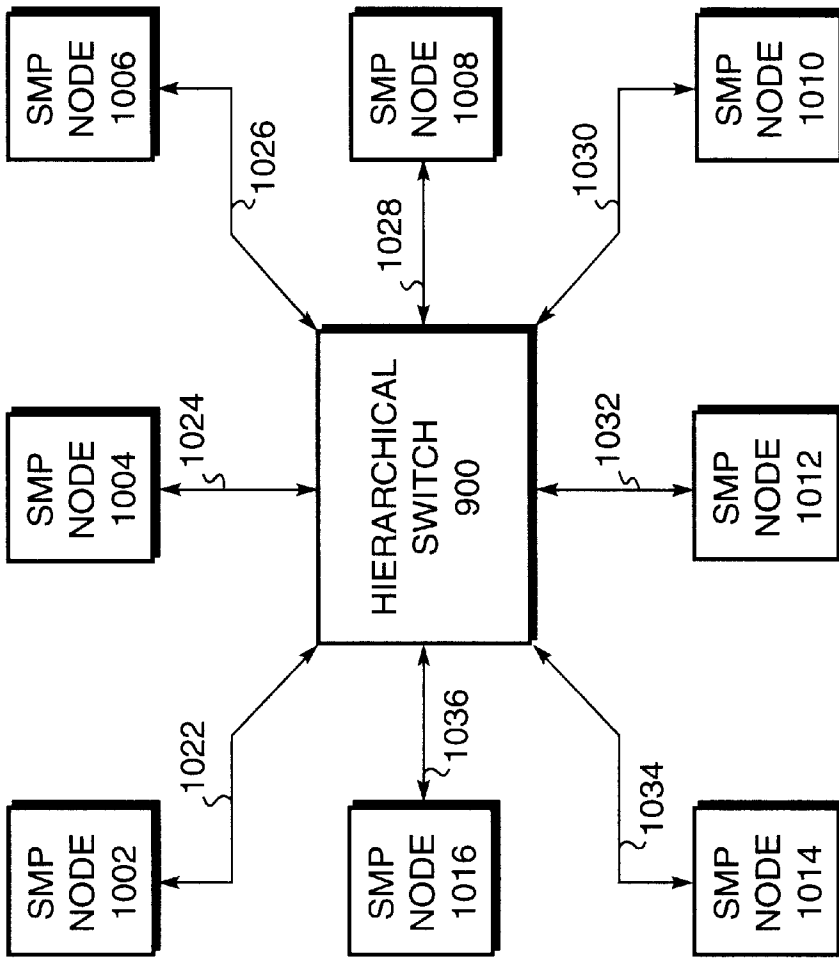 SMP
NODE
1002
1022
SMP
NODE
1004
1024
SMP
NODE
1006
1026
SMP
NODE
1016
1036
HIERARCHICAL
SWITCH
900
1028
SMP
NODE
1008
SMP
NODE
1014
1034
SMP
NODE
1012
1032
SMP
NODE
1010
1030